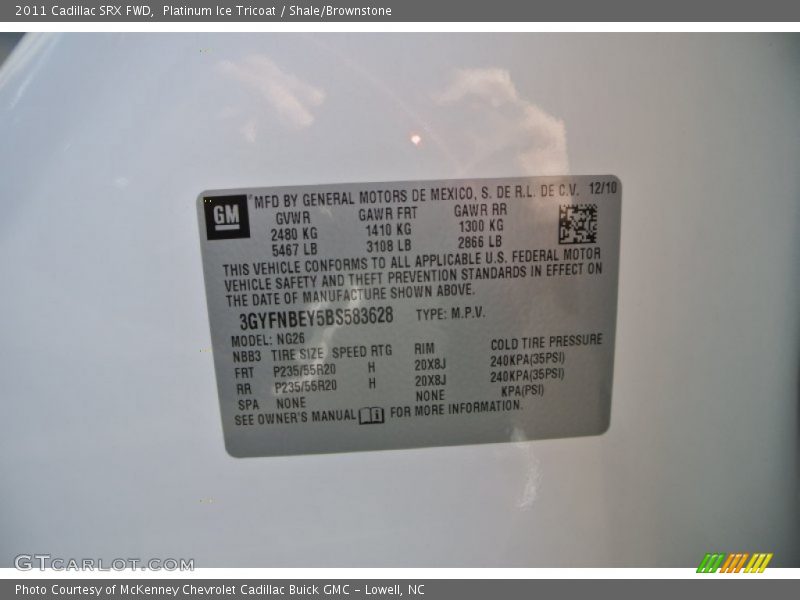 2011 Cadillac SRX FWD, Platinum Ice Tricoat / Shale/Brownstone
GM
MFD BY GENERAL MOTORS DE MEXICO, S. DE R.L. DE C.V. 12/10
GVWR GAWR FRT GAWR RR
2480 KG 1410 KG 1300 KG
5467 LB 3108 LB 2866 LB
THIS VEHICLE CONFORMS TO ALL APPLICABLE U.S. FEDERAL MOTOR
VEHICLE SAFETY AND THEFT PREVENTION STANDARDS IN EFFECT ON
THE DATE OF MANUFACTURE SHOWN ABOVE.
3GYFNBEY5BS583628 TYPE: M.P.V.
MODEL: NG26
NBB3 TIRE SIZE SPEED RTG RIM COLD TIRE PRESSURE
FRT P235/55R20 H 20X8J 240KPA(35PSI)
RR P235/55R20 H 20X8J 240KPA(35PSI)
SPA NONE NONE KPA(PSI)
SEE OWNER'S MANUAL FOR MORE INFORMATION.
GTCARLOT.COM
Photo Courtesy of McKenney Chevrolet Cadillac Buick GMC – Lowell, NC